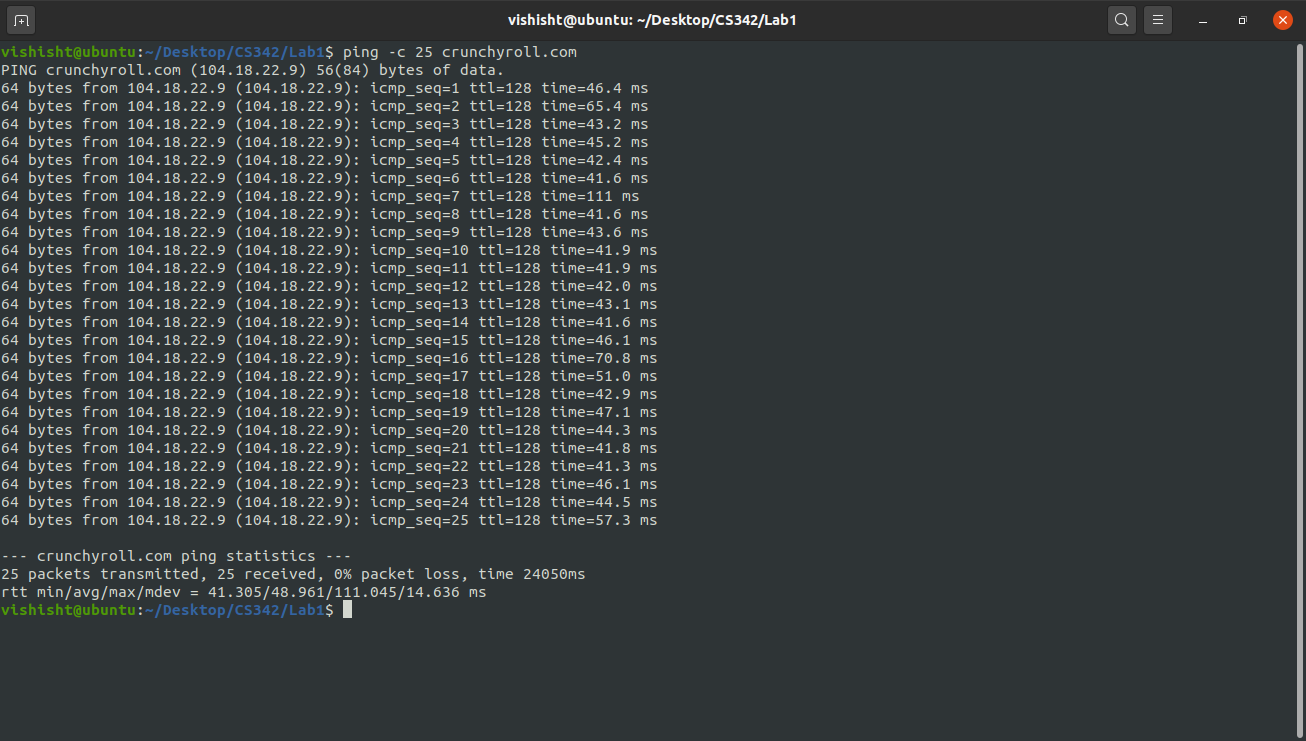 vishisht@ubuntu: ~/Desktop/CS342/Lab1
vishisht@ubuntu:~/Desktop/CS342/Lab1$ ping -c 25 crunchyroll.com
PING crunchyroll.com (104.18.22.9) 56(84) bytes of data.
64 bytes from 104.18.22.9 (104.18.22.9): icmp_seq=1 ttl=128 time=46.4 ms
64 bytes from 104.18.22.9 (104.18.22.9): icmp_seq=2 ttl=128 time=65.4 ms
64 bytes from 104.18.22.9 (104.18.22.9): icmp_seq=3 ttl=128 time=43.2 ms
64 bytes from 104.18.22.9 (104.18.22.9): icmp_seq=4 ttl=128 time=45.2 ms
64 bytes from 104.18.22.9 (104.18.22.9): icmp_seq=5 ttl=128 time=42.4 ms
64 bytes from 104.18.22.9 (104.18.22.9): icmp_seq=6 ttl=128 time=41.6 ms
64 bytes from 104.18.22.9 (104.18.22.9): icmp_seq=7 ttl=128 time=111 ms
64 bytes from 104.18.22.9 (104.18.22.9): icmp_seq=8 ttl=128 time=41.6 ms
64 bytes from 104.18.22.9 (104.18.22.9): icmp_seq=9 ttl=128 time=43.6 ms
64 bytes from 104.18.22.9 (104.18.22.9): icmp_seq=10 ttl=128 time=41.9 ms
64 bytes from 104.18.22.9 (104.18.22.9): icmp_seq=11 ttl=128 time=41.9 ms
64 bytes from 104.18.22.9 (104.18.22.9): icmp_seq=12 ttl=128 time=42.0 ms
64 bytes from 104.18.22.9 (104.18.22.9): icmp_seq=13 ttl=128 time=43.1 ms
64 bytes from 104.18.22.9 (104.18.22.9): icmp_seq=14 ttl=128 time=41.6 ms
64 bytes from 104.18.22.9 (104.18.22.9): icmp_seq=15 ttl=128 time=46.1 ms
64 bytes from 104.18.22.9 (104.18.22.9): icmp_seq=16 ttl=128 time=70.8 ms
64 bytes from 104.18.22.9 (104.18.22.9): icmp_seq=17 ttl=128 time=51.0 ms
64 bytes from 104.18.22.9 (104.18.22.9): icmp_seq=18 ttl=128 time=42.9 ms
64 bytes from 104.18.22.9 (104.18.22.9): icmp_seq=19 ttl=128 time=47.1 ms
64 bytes from 104.18.22.9 (104.18.22.9): icmp_seq=20 ttl=128 time=44.3 ms
64 bytes from 104.18.22.9 (104.18.22.9): icmp_seq=21 ttl=128 time=41.8 ms
64 bytes from 104.18.22.9 (104.18.22.9): icmp_seq=22 ttl=128 time=41.3 ms
64 bytes from 104.18.22.9 (104.18.22.9): icmp_seq=23 ttl=128 time=46.1 ms
64 bytes from 104.18.22.9 (104.18.22.9): icmp_seq=24 ttl=128 time=44.5 ms
64 bytes from 104.18.22.9 (104.18.22.9): icmp_seq=25 ttl=128 time=57.3 ms
--- crunchyroll.com ping statistics ---
25 packets transmitted, 25 received, 0% packet loss, time 24050ms
rtt min/avg/max/mdev = 41.305/48.961/111.045/14.636 ms
vishisht@ubuntu:~/Desktop/CS342/Lab1$